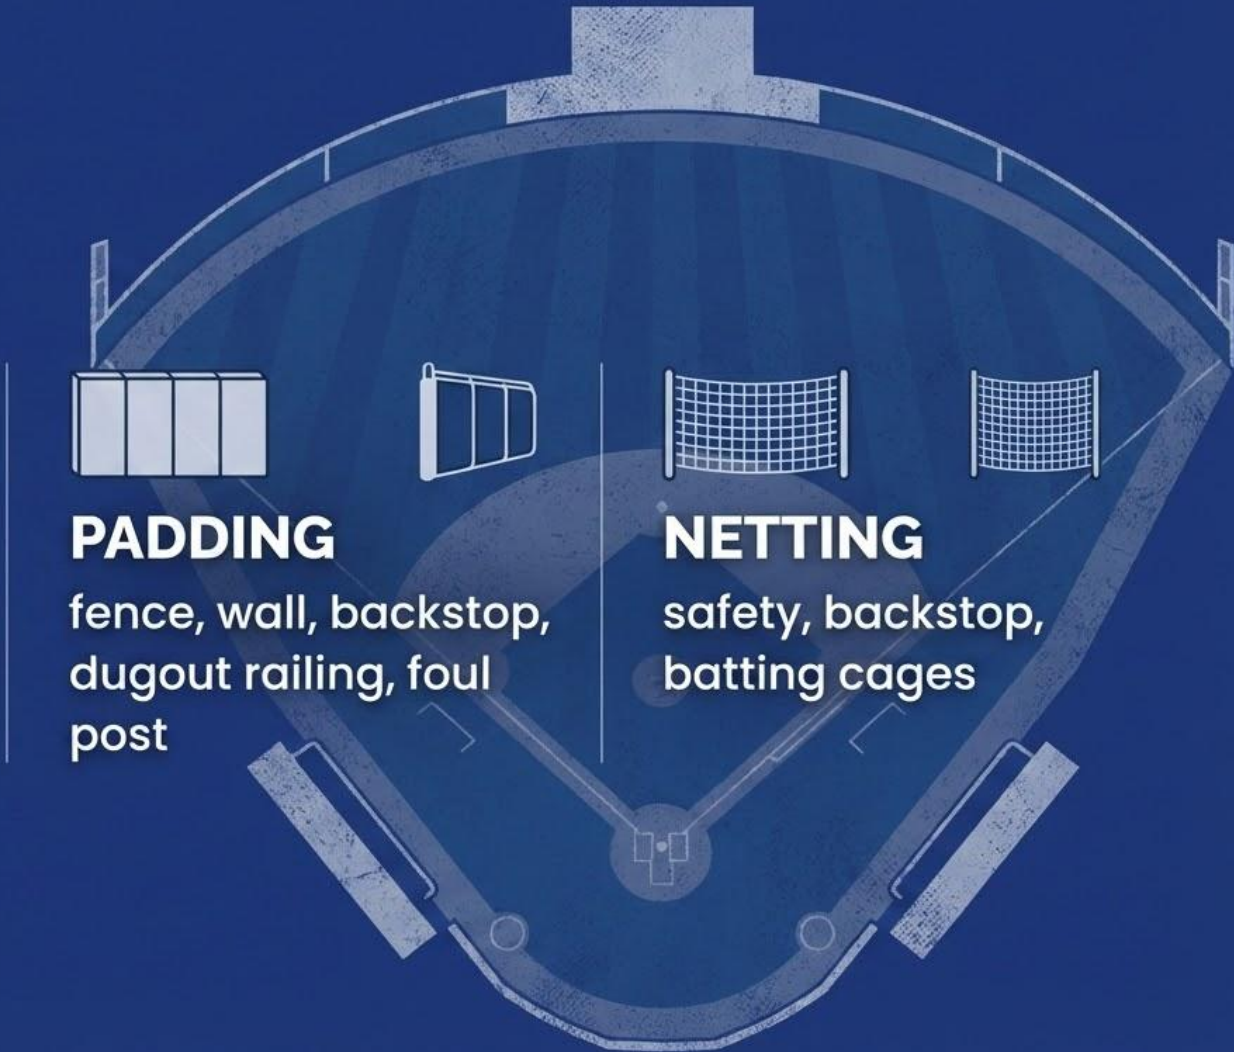 PADDING
fence, wall, backstop,
dugout railing, foul
post
NETTING
safety, backstop,
batting cages